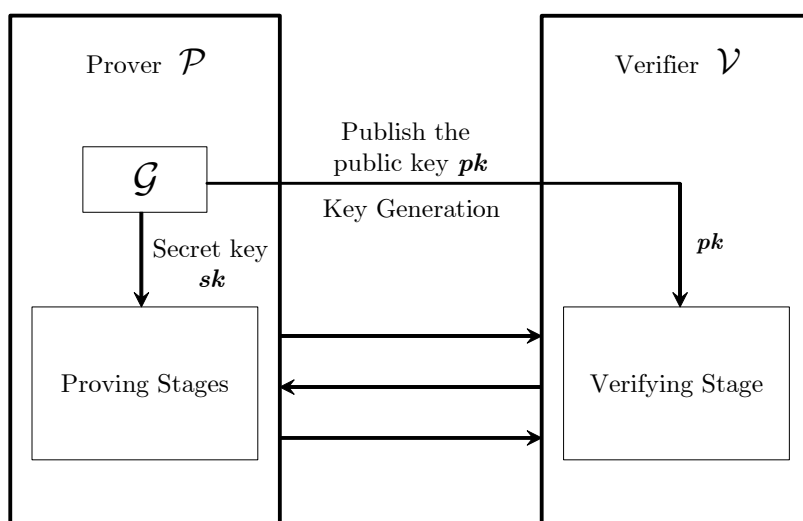 Prover 𝒫
Verifier 𝒱
Publish the
public key pk
𝒢
Key Generation
Secret key
sk
pk
Proving Stages
Verifying Stage